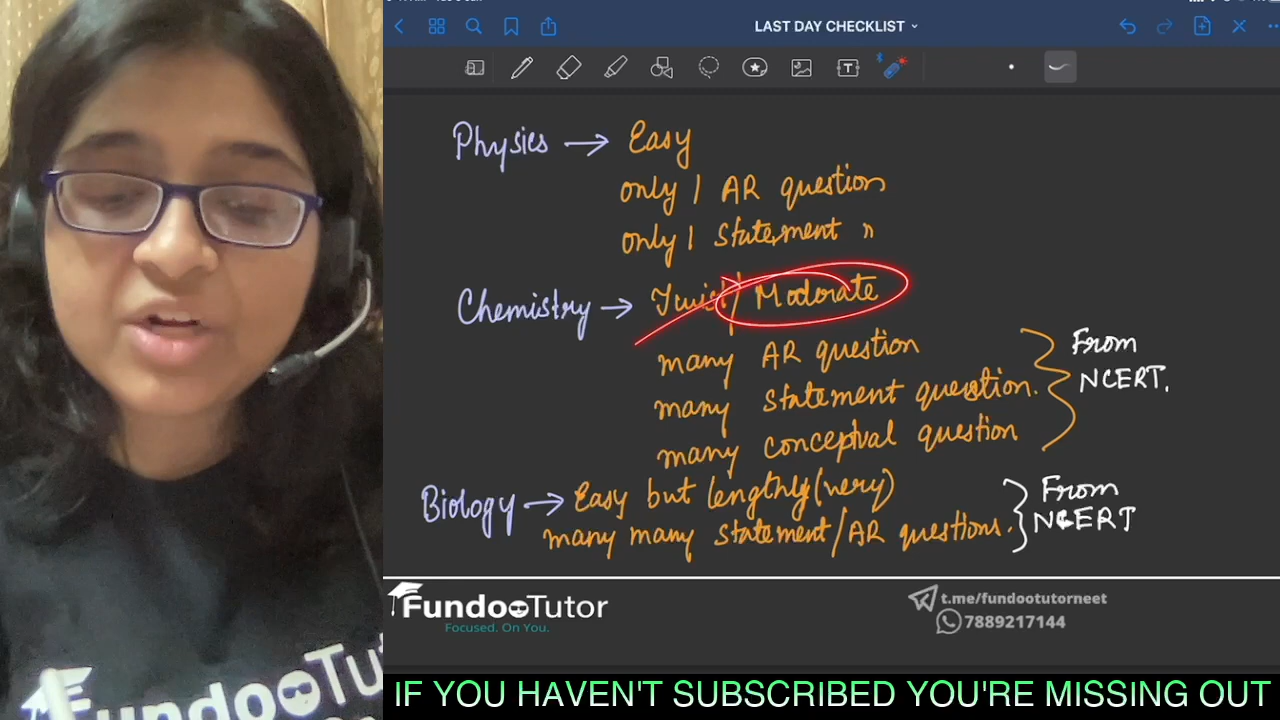 LAST DAY CHECKLIST
T
Physics → Easy
only 1 AR question
only 1 statement "
Chemistry → Twist / Moderate
many AR question
many statement question.
many conceptual question
From
NCERT.
Biology → Easy but lengthy (very)
many many statement/AR questions.
From
NCERT
FundooTutor
Focused. On You.
t.me/fundootutorneet
7889217144
FundooTu
IF YOU HAVEN'T SUBSCRIBED YOU'RE MISSING OUT